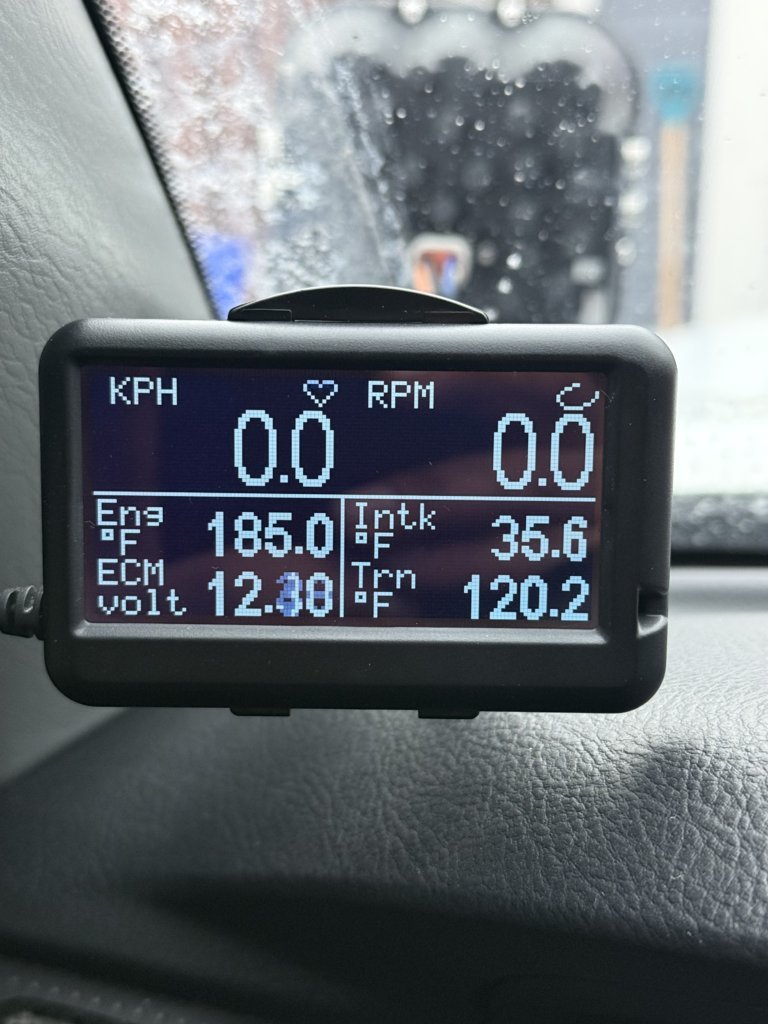 KPH RPM
0.0 0.0
Eng °F 185.0 Intk °F 35.6
ECM volt Trn °F 120.2